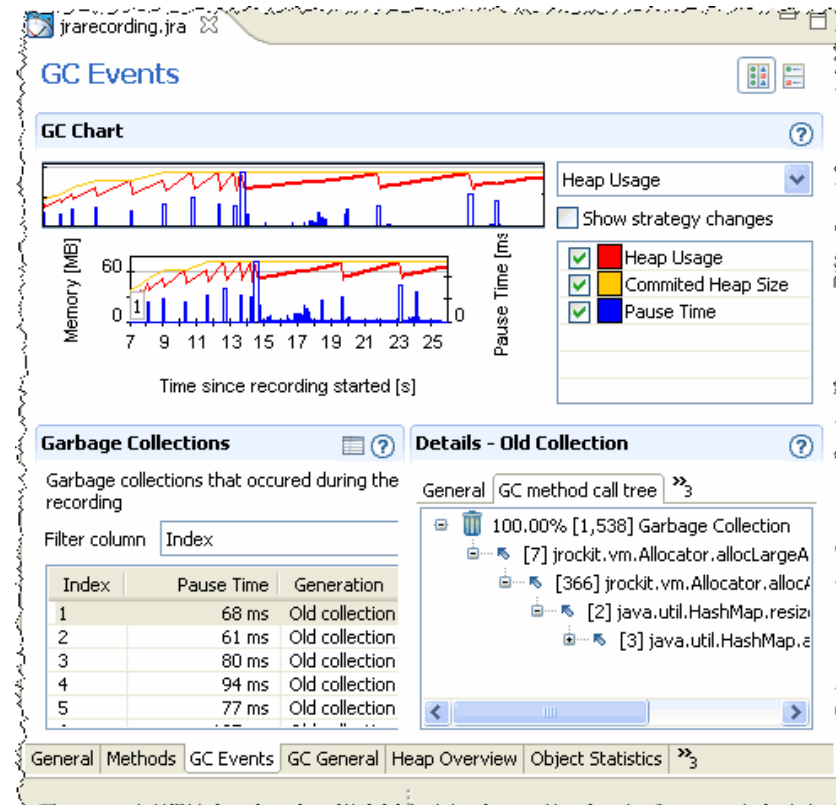 jrarecording.jra
GC Events
GC Chart
Heap Usage
Show strategy changes
Heap Usage
Commited Heap Size
Pause Time
Memory [MB]
60
0
1
0
Pause Time [ms
7 9 11 13 15 17 19 21 23 25
Time since recording started [s]
Garbage Collections
Garbage collections that occured during the
recording
Filter column Index
Index Pause Time Generation
1 68 ms Old collection
2 61 ms Old collection
3 80 ms Old collection
4 94 ms Old collection
5 77 ms Old collection
Details - Old Collection
General GC method call tree »3
100.00% [1,538] Garbage Collection
[7] jrockit.vm.Allocator.allocLargeA
[366] jrockit.vm.Allocator.allocA
[2] java.util.HashMap.resiz
[3] java.util.HashMap.a
General Methods GC Events GC General Heap Overview Object Statistics »3